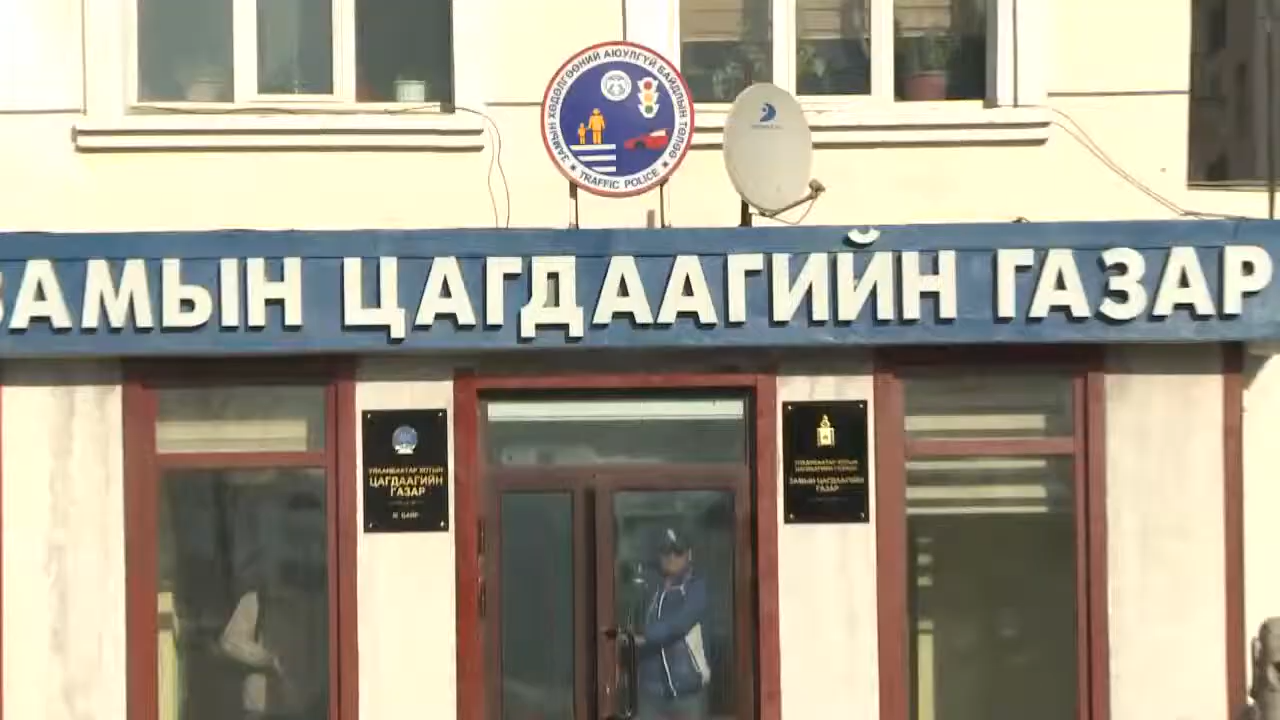 ЗАМЫН ХӨДӨЛГӨӨНИЙ АЮУЛГҮЙ БАЙДЛЫН ТӨЛӨӨ
TRAFFIC POLICE
ЗАМЫН ЦАГДААГИЙН ГАЗАР
УЛААНБААТАР ХОТЫН
ЦАГДААГИЙН
ГАЗАР
УЛААНБААТАР ХОТЫН
ЦАГДААГИЙН ГАЗАР
ЗАМЫН ЦАГДААГИЙН
ГАЗАР